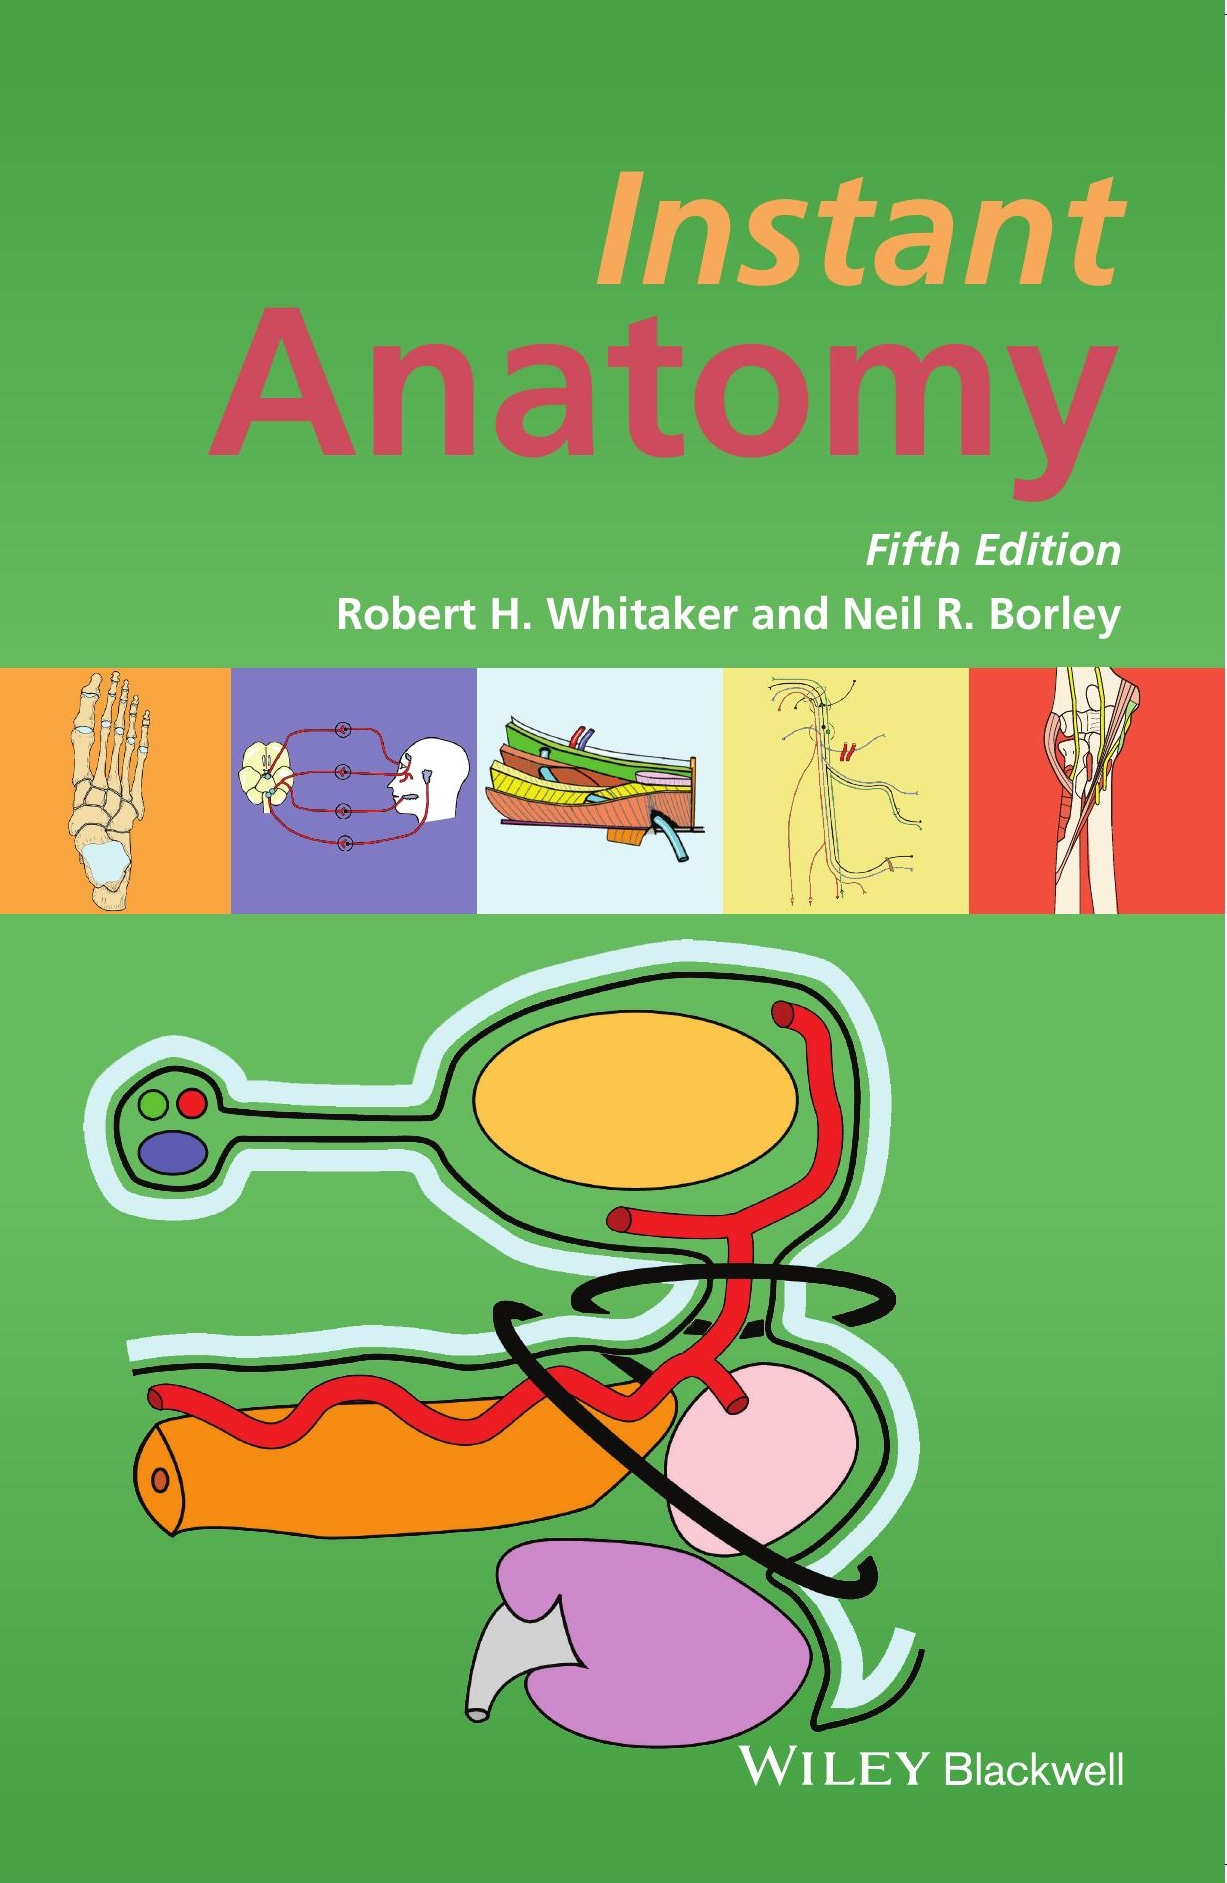 Instant
Anatomy
Fifth Edition
Robert H. Whitaker and Neil R. Borley
WILEY Blackwell